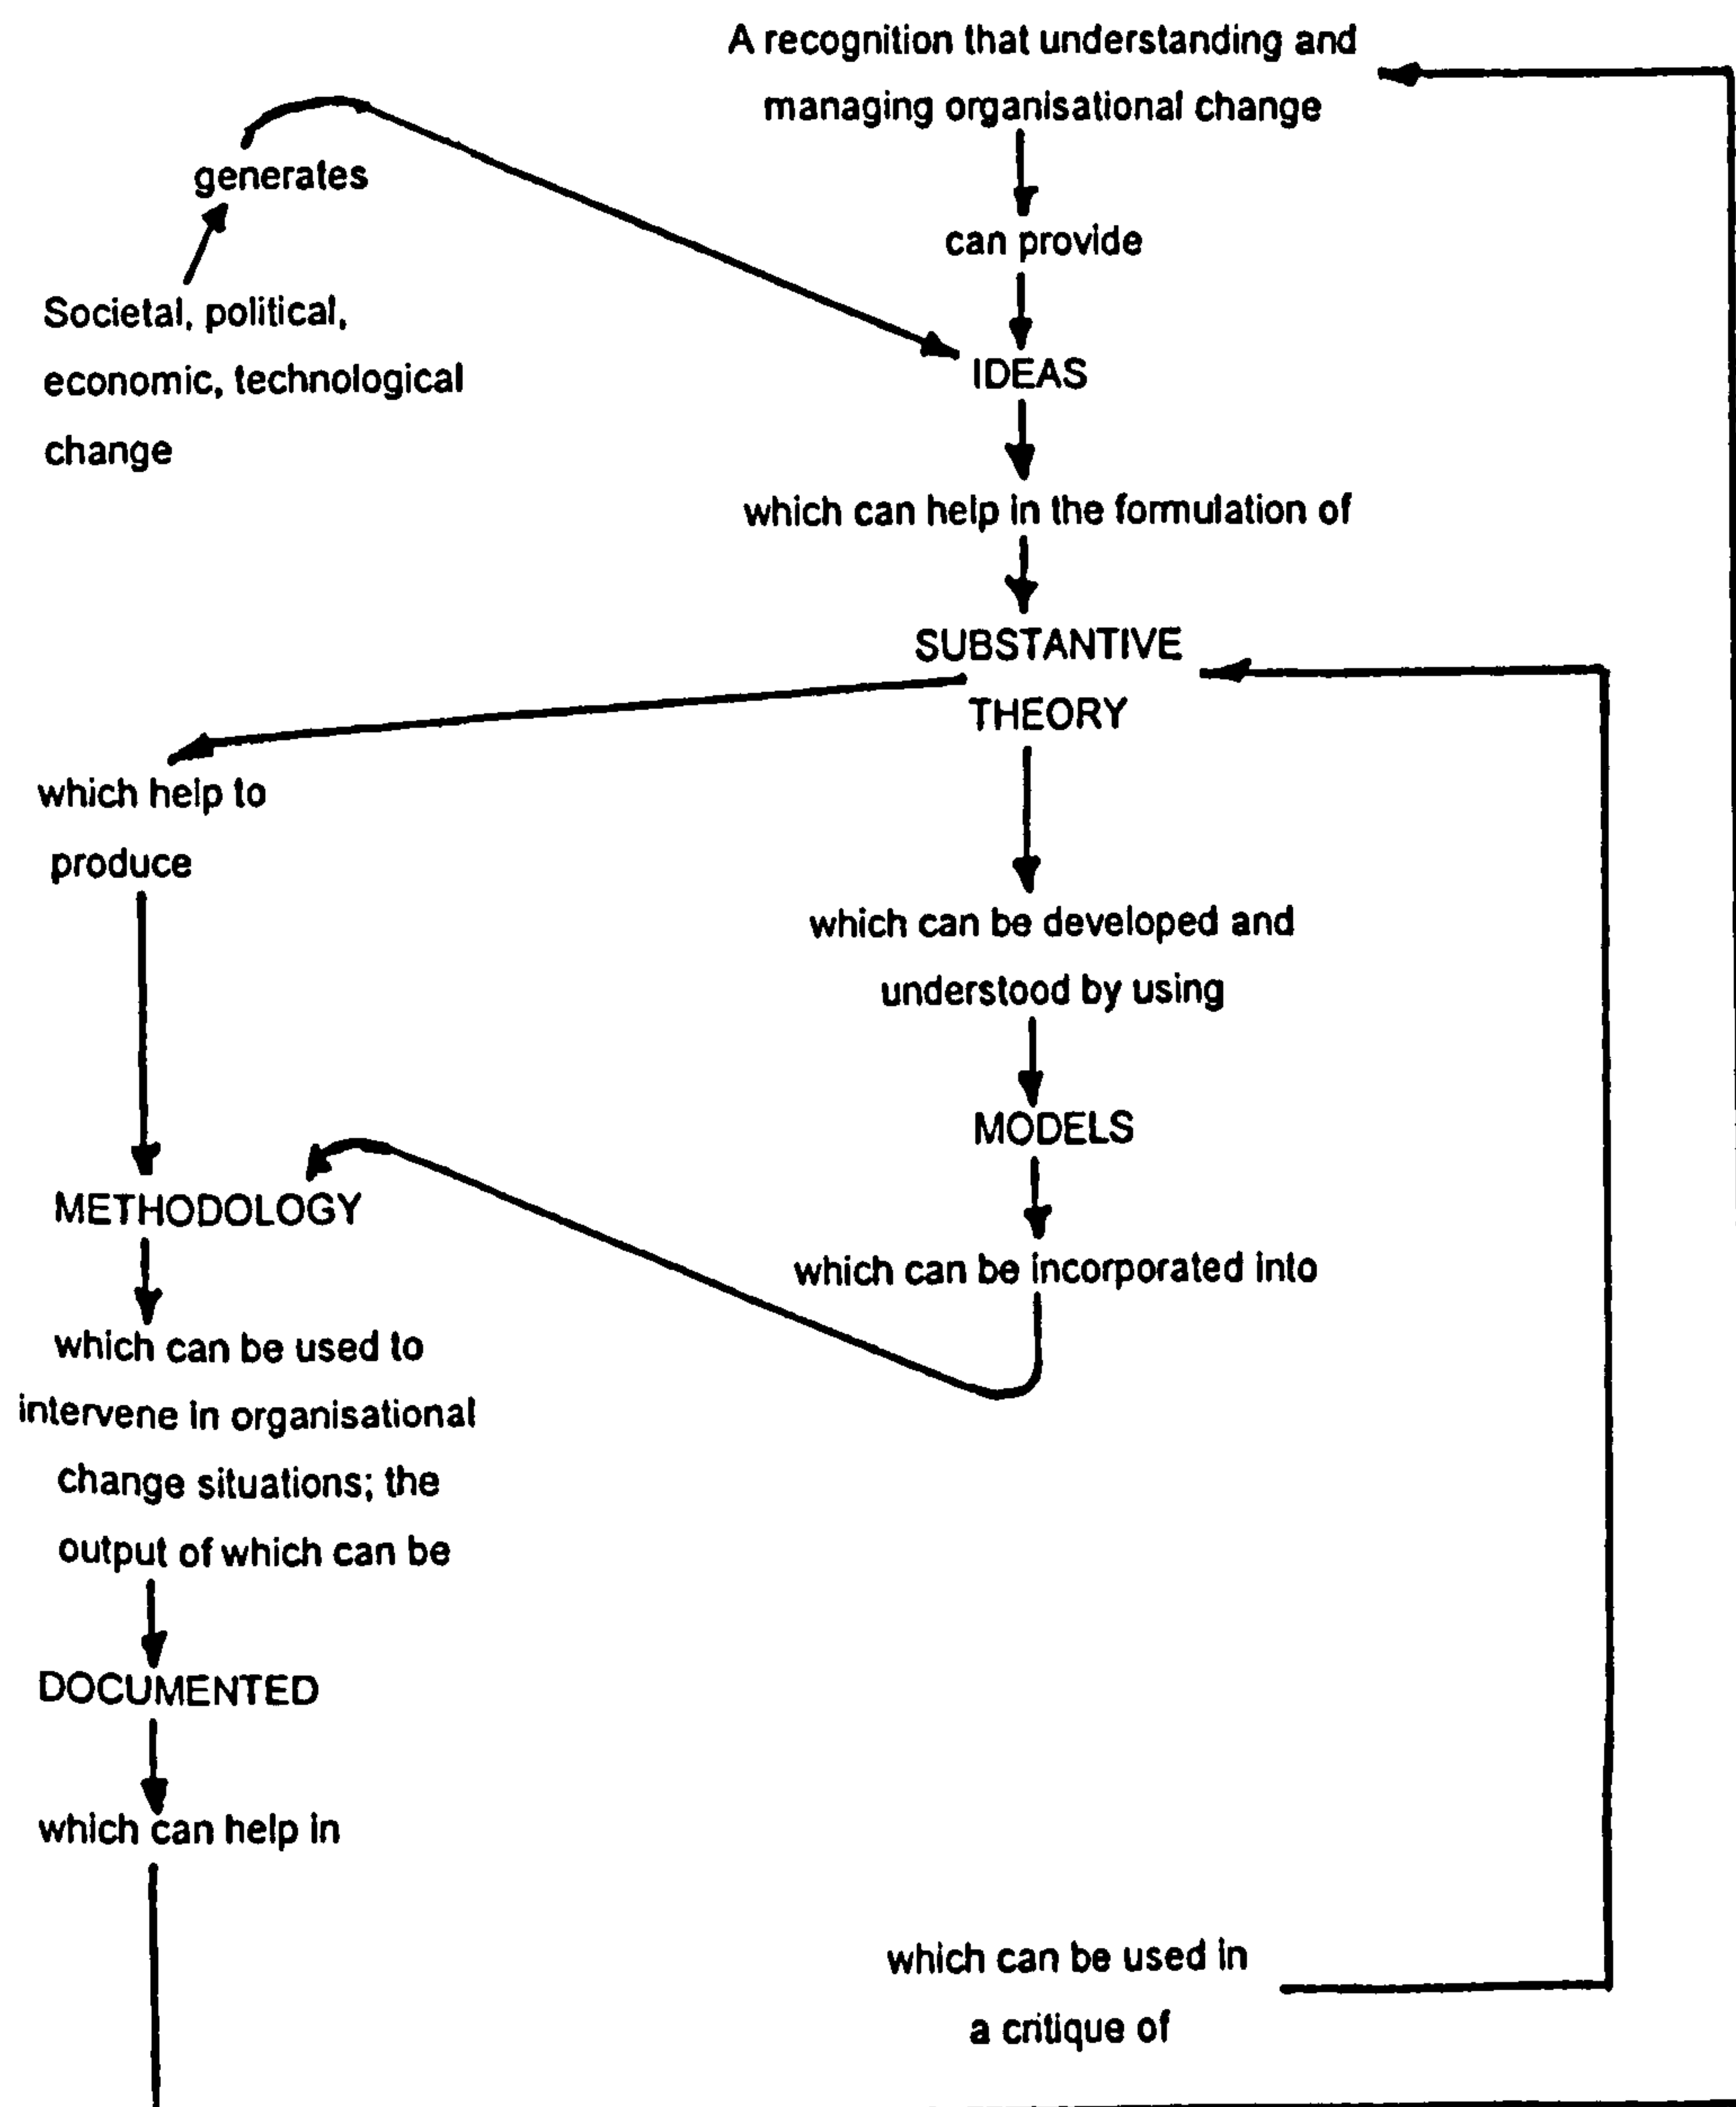 A recognition that understanding and
managing organisational change
generates
can provide
Societal, political,
economic, technological
change
IDEAS
which can help in the formulation of
SUBSTANTIVE
THEORY
which help to
produce
which can be developed and
understood by using
MODELS
METHODOLOGY
which can be incorporated into
which can be used to
intervene in organisational
change situations; the
output of which can be
DOCUMENTED
which can help in
which can be used in
a critique of